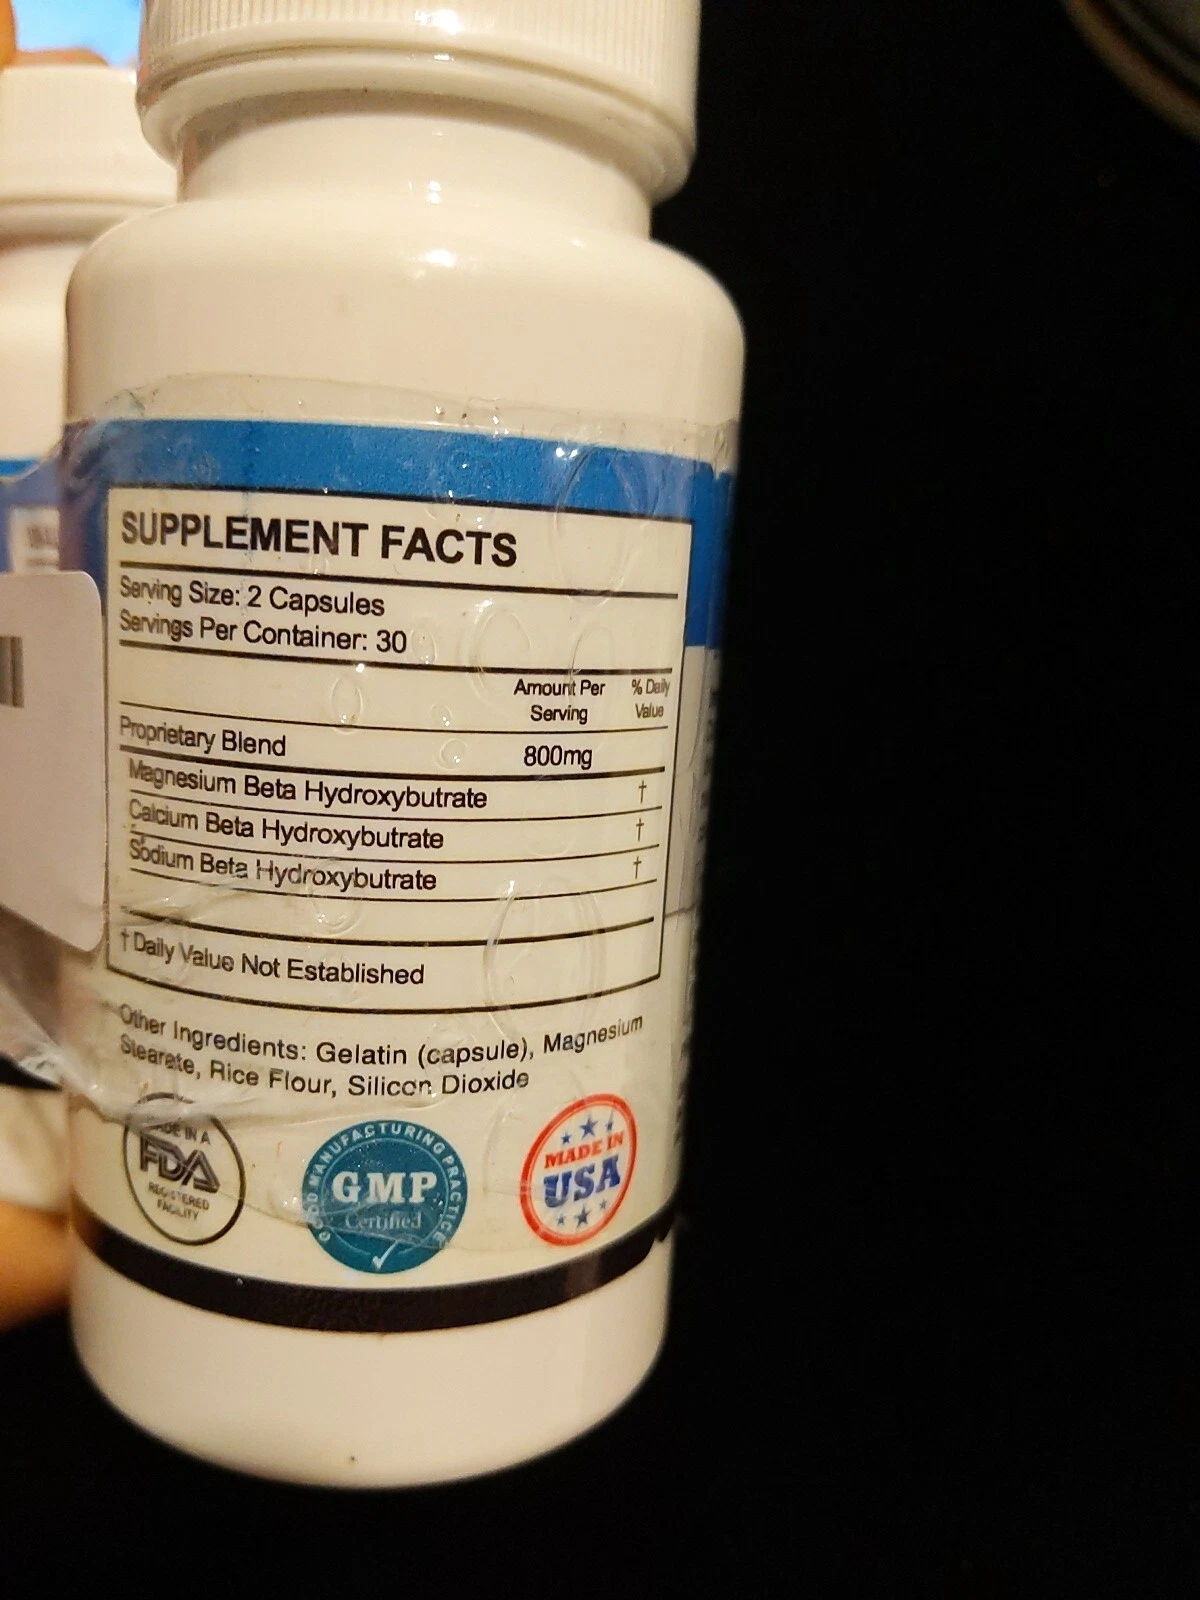 SUPPLEMENT FACTS
Serving Size: 2 Capsules
Servings Per Container: 30
Amount Per Serving
% Daily Value
Proprietary Blend 800mg
Magnesium Beta Hydroxybutrate †
Calcium Beta Hydroxybutrate †
Sodium Beta Hydroxybutrate †
† Daily Value Not Established
Other Ingredients: Gelatin (capsule), Magnesium
Stearate, Rice Flour, Silicon Dioxide
MADE IN A
FDA
REGISTERED
FACILITY
GOOD MANUFACTURING PRACTICE
GMP
Certified
MADE IN
USA